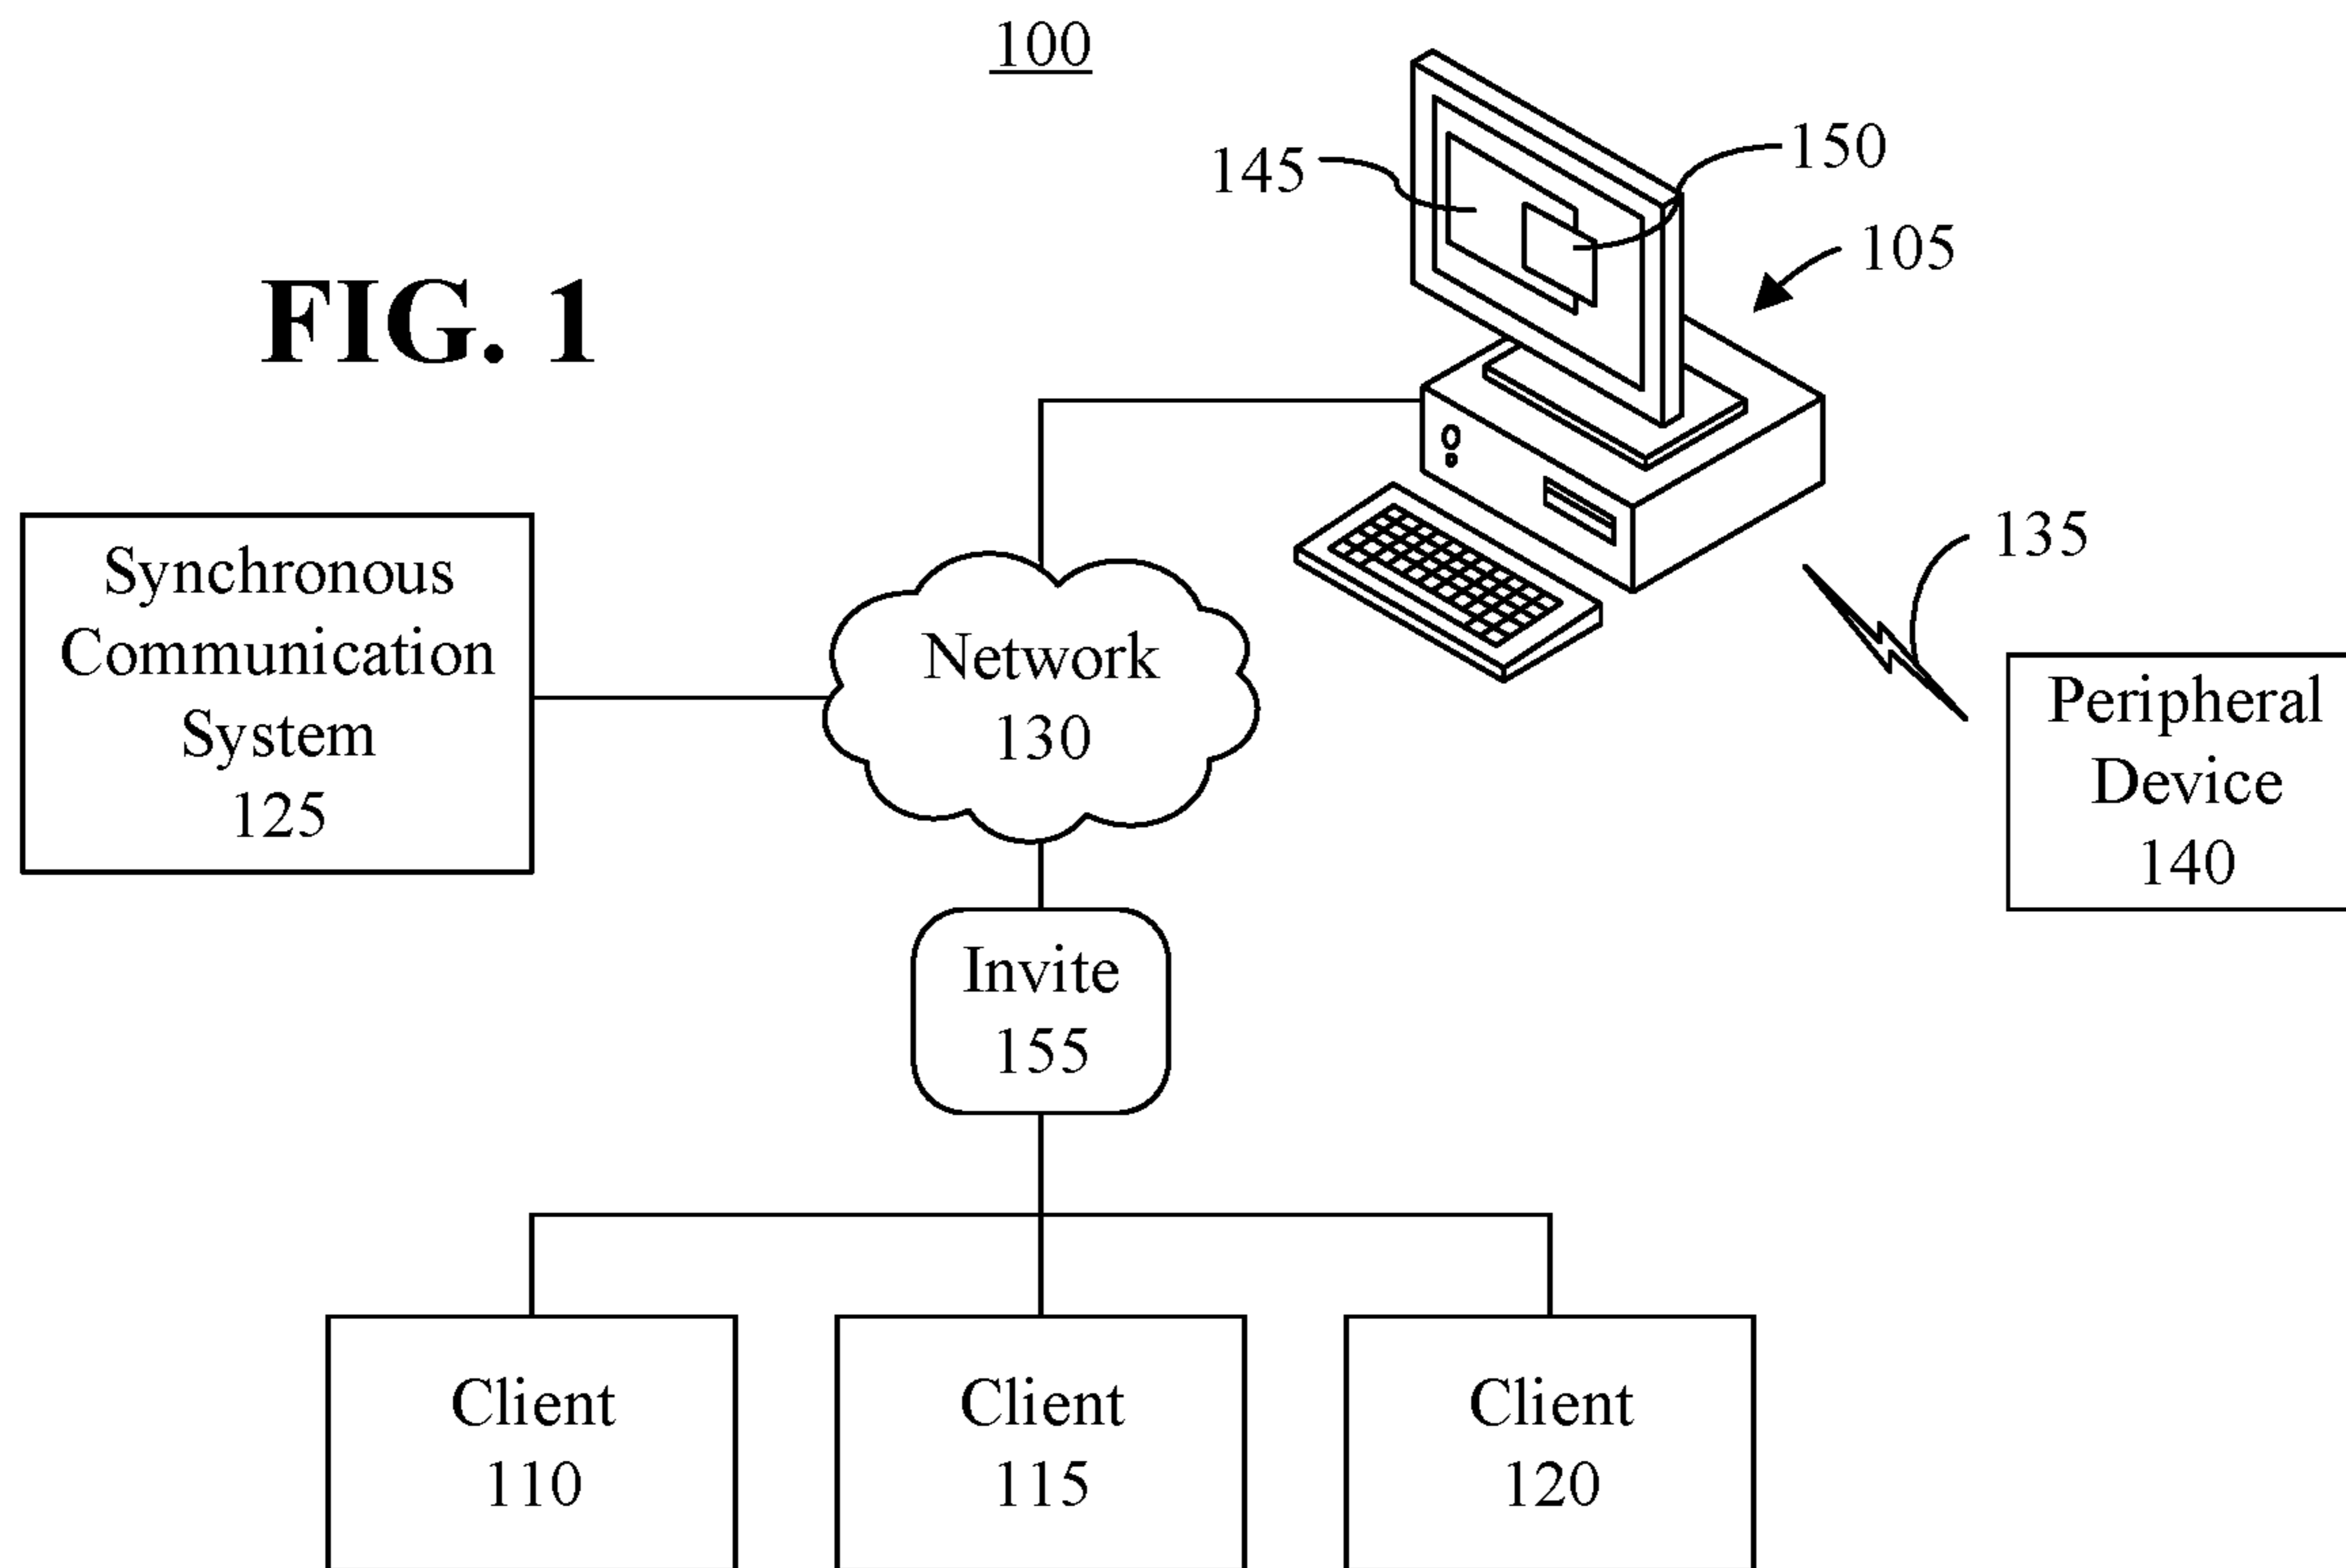 100
145
150
105
FIG. 1
135
Synchronous
Communication
System
125
Network
130
Peripheral
Device
140
Invite
155
Client
110
Client
115
Client
120